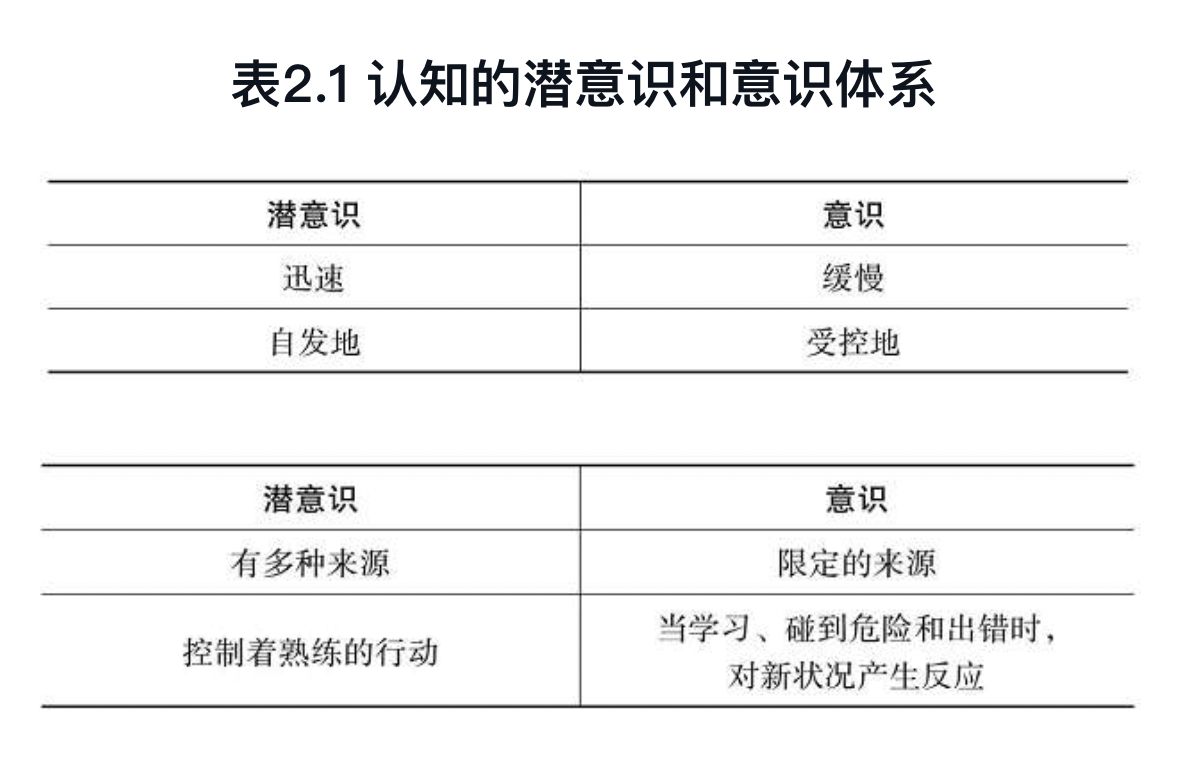 表2.1 认知的潜意识和意识体系
潜意识 意识
迅速 缓慢
自发地 受控地
潜意识 意识
有多种来源 限定的来源
控制着熟练的行动 当学习、碰到危险和出错时，
对新状况产生反应